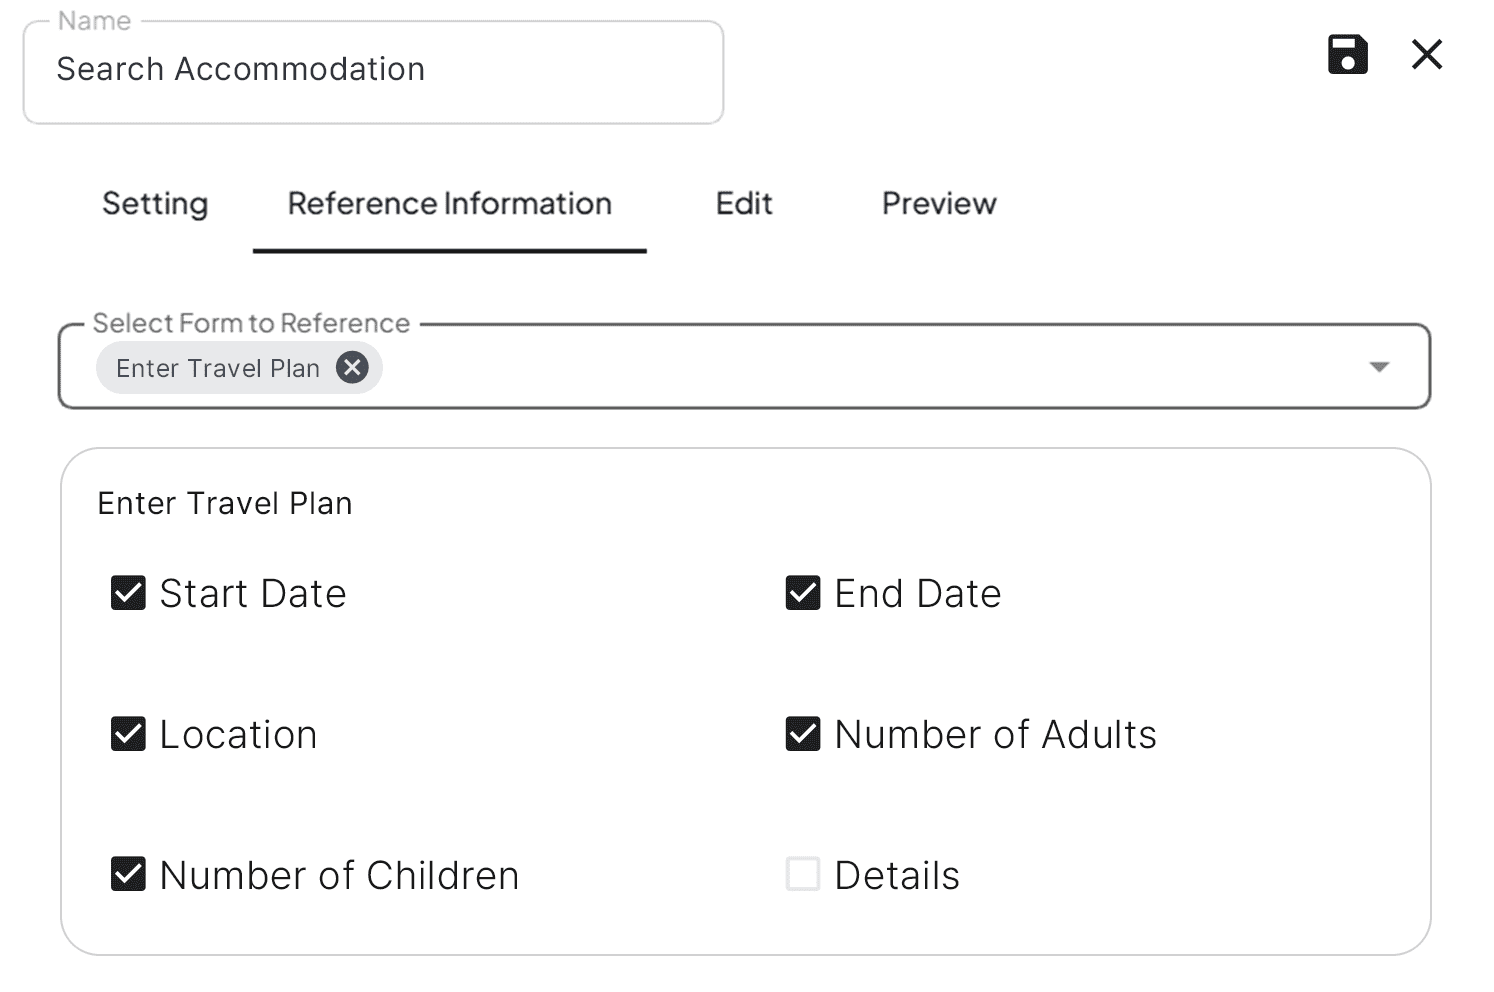 Name
Search Accommodation
Setting Reference Information Edit Preview
Select Form to Reference
Enter Travel Plan
Enter Travel Plan
Start Date End Date
Location Number of Adults
Number of Children Details